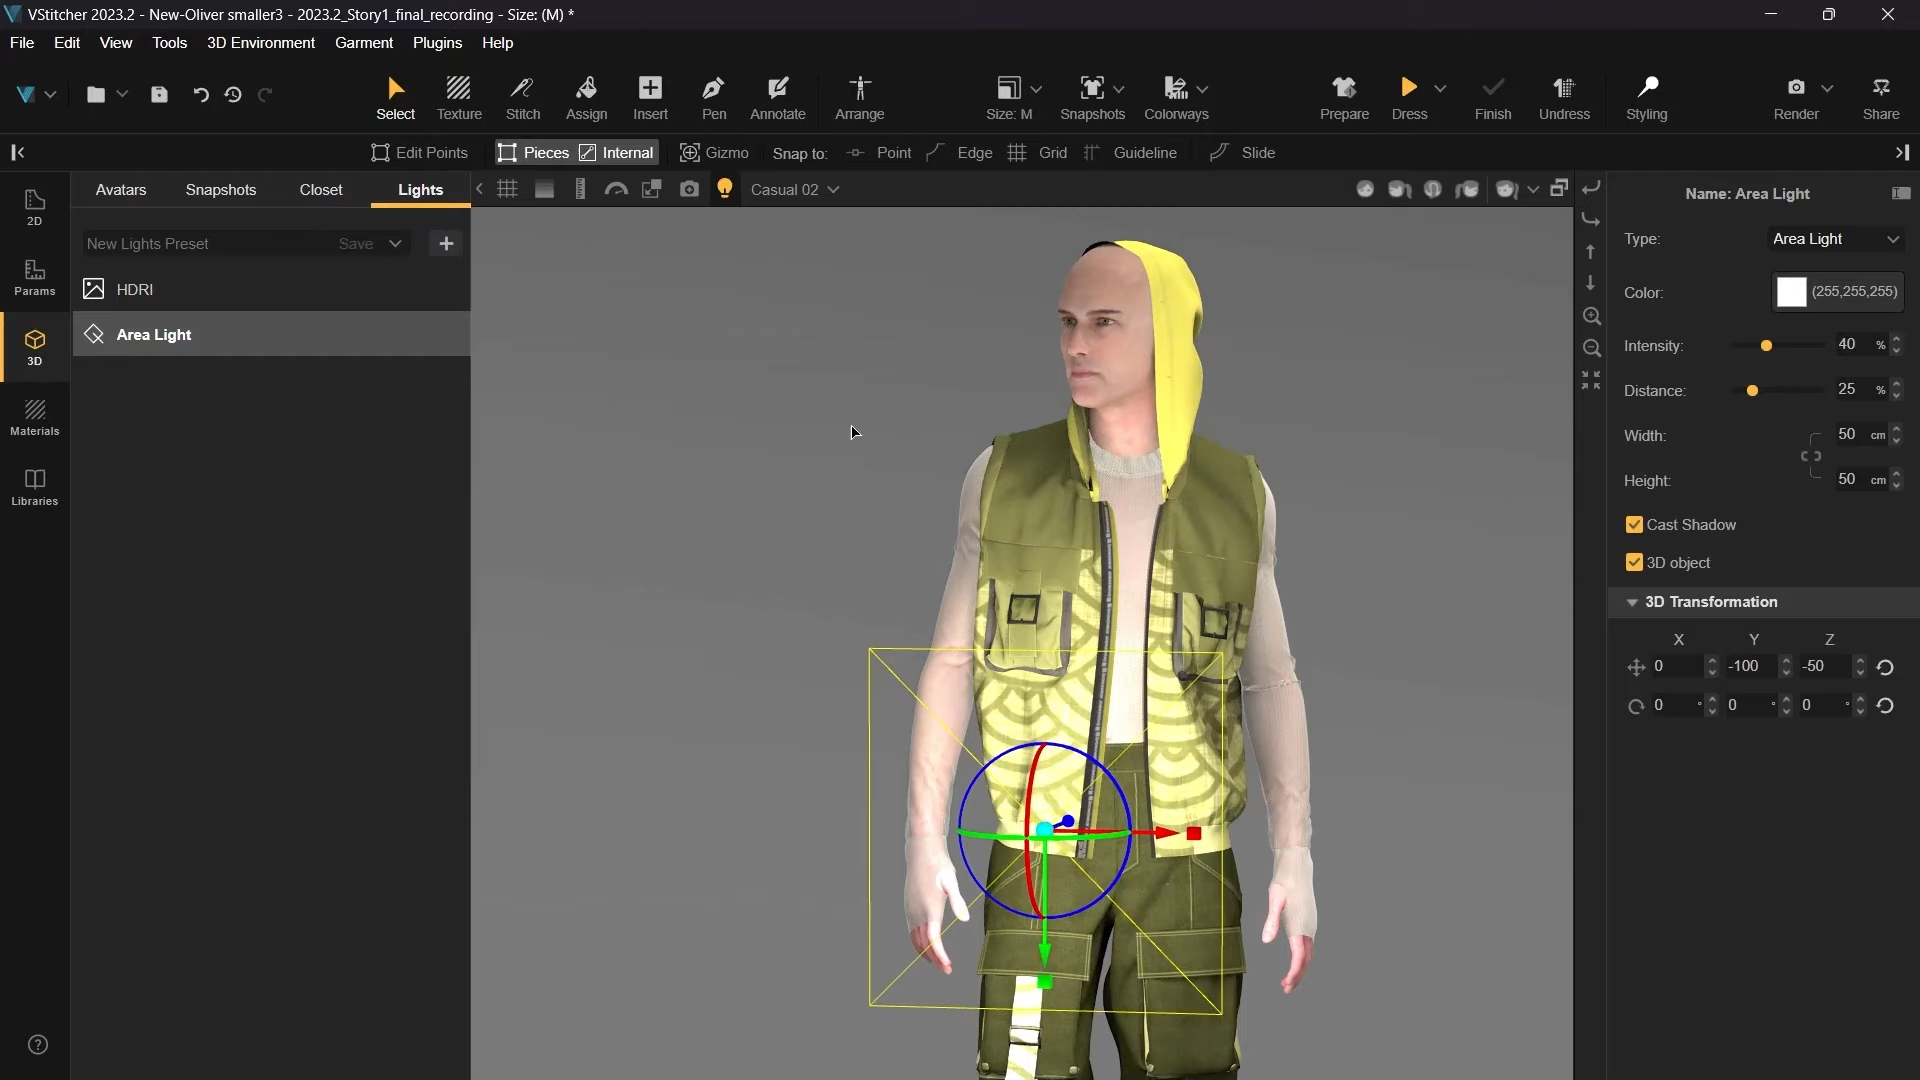 VStitcher 2023.2 - New-Oliver smaller3 - 2023.2_Story1_final_recording - Size: (M) *
File Edit View Tools 3D Environment Garment Plugins Help
Select Texture Stitch Assign Insert Pen Annotate Arrange Size: M Snapshots Colorways Prepare Dress Finish Undress Styling Render Share
Edit Points Pieces Internal Gizmo Snap to: Point Edge Grid Guideline Slide
2D
Params
3D
Materials
Libraries
Avatars Snapshots Closet Lights
New Lights Preset Save
HDRI
Area Light
Casual 02
Name: Area Light
Type: Area Light
Color: (255,255,255)
Intensity: 40 %
Distance: 25 %
Width: 50 cm
Height: 50 cm
Cast Shadow
3D object
3D Transformation
X Y Z
0 -100 -50
0 ° 0 ° 0 °